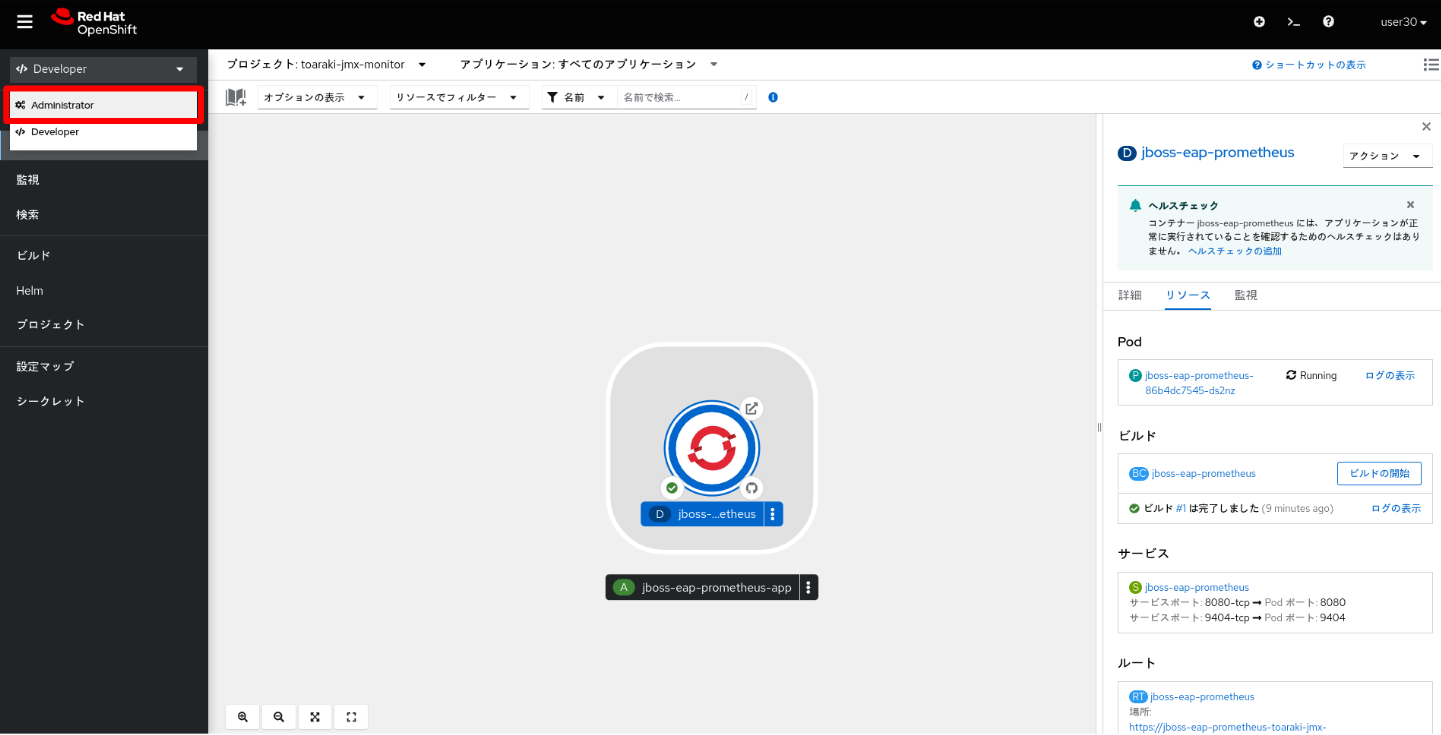 Red Hat
OpenShift
user30
Developer
Administrator
Developer
監視
検索
ビルド
Helm
プロジェクト
設定マップ
シークレット
プロジェクト: toaraki-jmx-monitor
アプリケーション: すべてのアプリケーション
ショートカットの表示
オプションの表示
リソースでフィルター
名前
名前で検索...
/
D jboss-...etheus
A jboss-eap-prometheus-app
D jboss-eap-prometheus
アクション
ヘルスチェック
コンテナー jboss-eap-prometheus には、アプリケーションが正
常に実行されていることを確認するためのヘルスチェックはあり
ません。 ヘルスチェックの追加
詳細
リソース
監視
Pod
P jboss-eap-prometheus-
86b4dc7545-ds2nz
Running
ログの表示
ビルド
BC jboss-eap-prometheus
ビルドの開始
ビルド #1 は完了しました (9 minutes ago)
ログの表示
サービス
S jboss-eap-prometheus
サービスポート: 8080-tcp ➞ Pod ポート: 8080
サービスポート: 9404-tcp ➞ Pod ポート: 9404
ルート
RT jboss-eap-prometheus
場所:
https://jboss-eap-prometheus-toaraki-jmx-